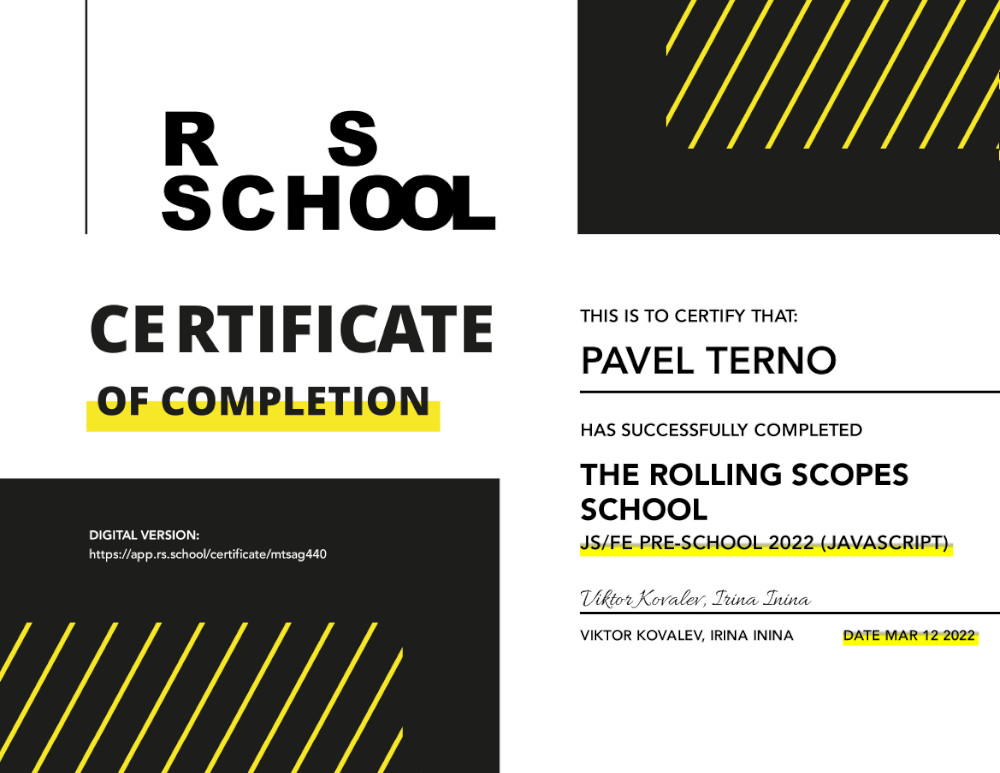 R S
SCHOOL
CERTIFICATE
OF COMPLETION
DIGITAL VERSION:
https://app.rs.school/certificate/mtsag440
THIS IS TO CERTIFY THAT:
PAVEL TERNO
HAS SUCCESSFULLY COMPLETED
THE ROLLING SCOPES
SCHOOL
JS/FE PRE-SCHOOL 2022 (JAVASCRIPT)
Viktor Kovalev, Irina Inina
VIKTOR KOVALEV, IRINA ININA
DATE MAR 12 2022